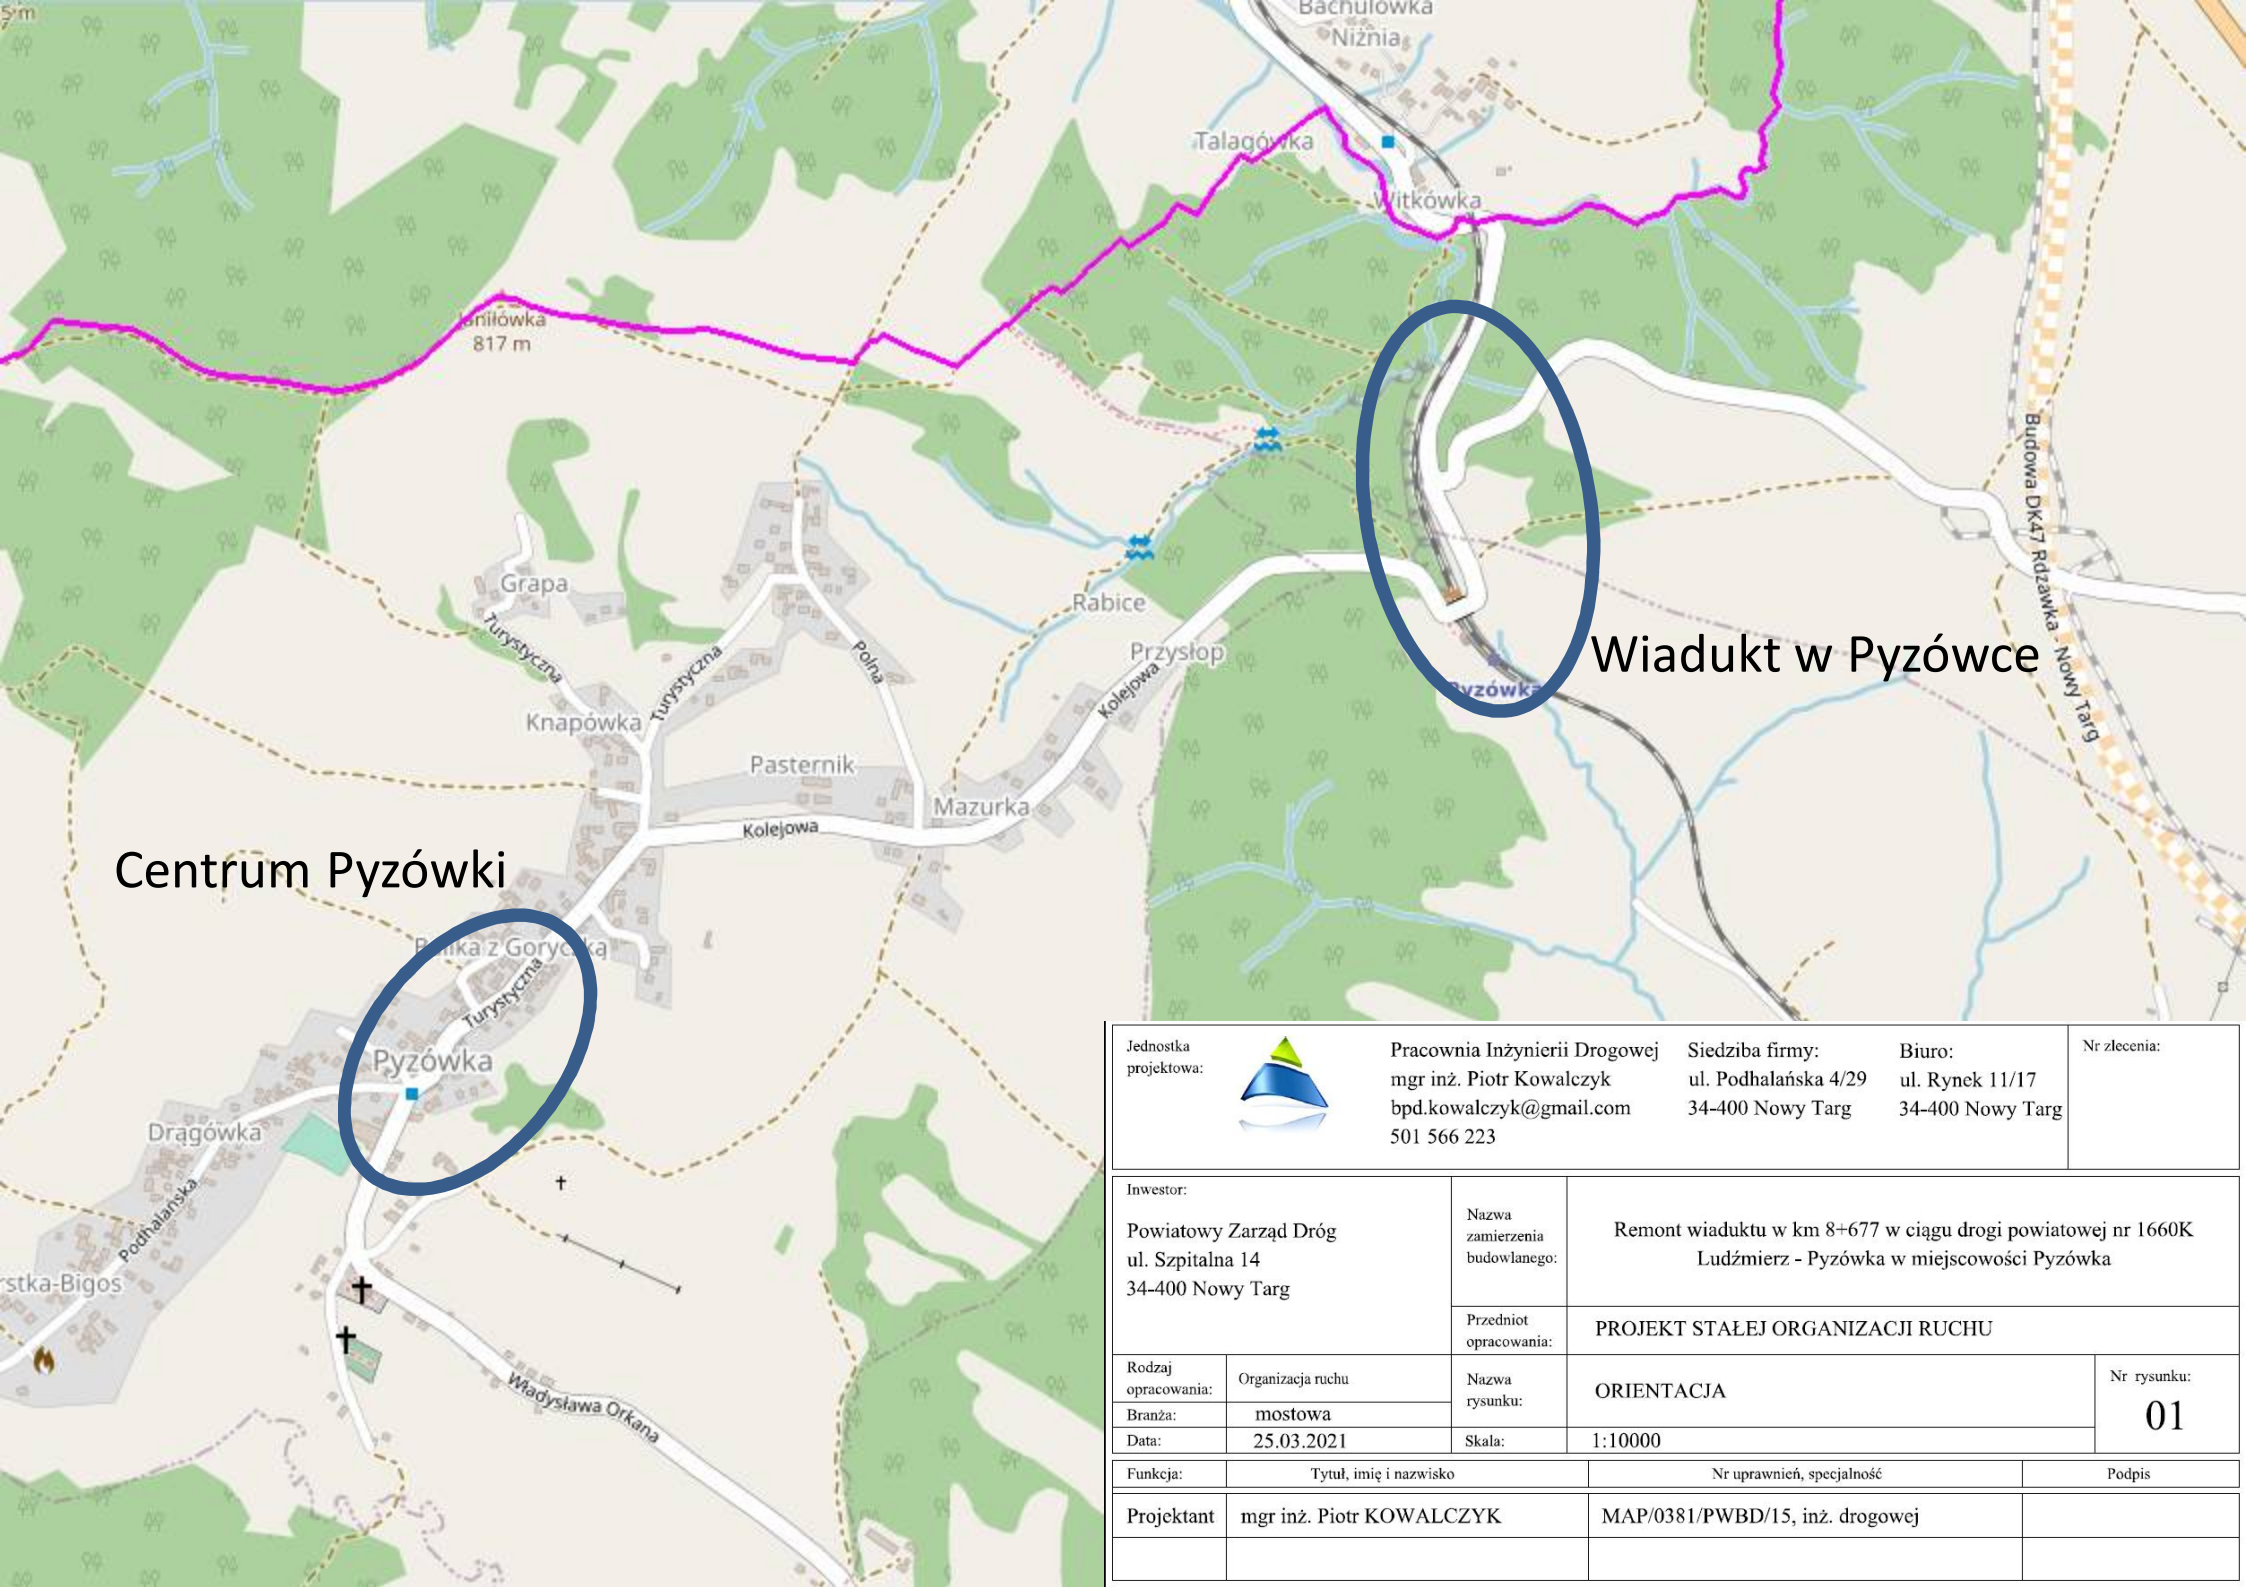 5 m
Bachulówka
Niżnia
Talagówka
Witkówka
817 m
Budowa DK47 Rdzawka - Nowy Targ
Grapa
Turystyczna
Rabice
Przysłop
Kolejowa
Polna
Turystyczna
Wiadukt w Pyzówce
Pyzówka
Knapówka
Pasternik
Mazurka
Kolejowa
Centrum Pyzówki
Turystyczna
Pyzówka
Drągówka
Podhalańska
rstka-Bigos
Władysława Orkana
Jednostka
projektowa:
Pracownia Inżynierii Drogowej
mgr inż. Piotr Kowalczyk
bpd.kowalczyk@gmail.com
501 566 223
Siedziba firmy:
ul. Podhalańska 4/29
34-400 Nowy Targ
Biuro:
ul. Rynek 11/17
34-400 Nowy Targ
Nr zlecenia:
Inwestor:
Powiatowy Zarząd Dróg
ul. Szpitalna 14
34-400 Nowy Targ
Nazwa
zamierzenia
budowlanego:
Remont wiaduktu w km 8+677 w ciągu drogi powiatowej nr 1660K
Ludźmierz - Pyzówka w miejscowości Pyzówka
Przedniot
opracowania:
PROJEKT STAŁEJ ORGANIZACJI RUCHU
Rodzaj
opracowania:
Organizacja ruchu
Nazwa
rysunku:
ORIENTACJA
Nr rysunku:
01
Branża:
mostowa
Data:
25.03.2021
Skala:
1:10000
Funkcja:
Tytuł, imię i nazwisko
Nr uprawnień, specjalność
Podpis
Projektant
mgr inż. Piotr KOWALCZYK
MAP/0381/PWBD/15, inż. drogowej